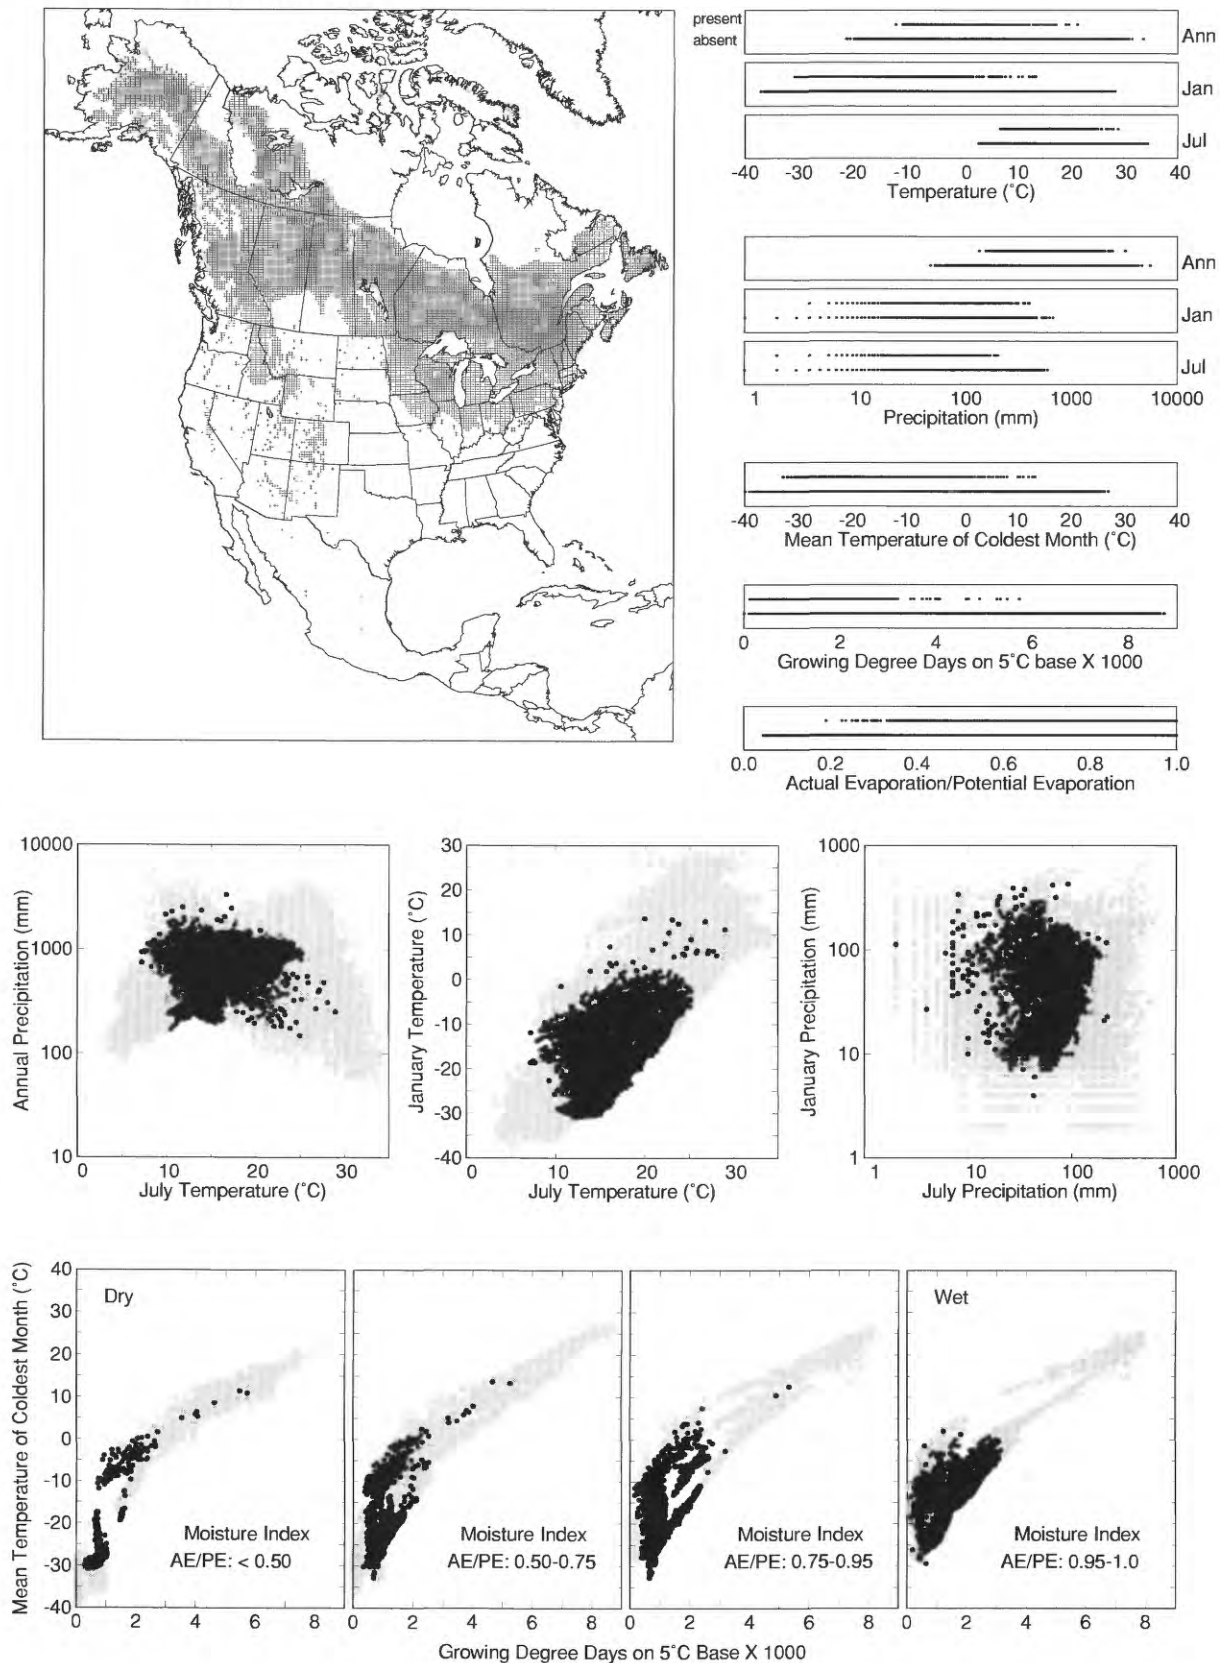 present
absent
Ann
Jan
Jul
-40 -30 -20 -10 0 10 20 30 40
Temperature (˚C)
Ann
Jan
Jul
1 10 100 1000 10000
Precipitation (mm)
-40 -30 -20 -10 0 10 20 30 40
Mean Temperature of Coldest Month (˚C)
0 2 4 6 8
Growing Degree Days on 5˚C base X 1000
0.0 0.2 0.4 0.6 0.8 1.0
Actual Evaporation/Potential Evaporation
Annual Precipitation (mm)
10000
1000
100
10
0 10 20 30
July Temperature (˚C)
January Temperature (˚C)
30
20
10
0
-10
-20
-30
-40
0 10 20 30
July Temperature (˚C)
January Precipitation (mm)
1000
100
10
1
1 10 100 1000
July Precipitation (mm)
Mean Temperature of Coldest Month (˚C)
40
30
20
10
0
-10
-20
-30
-40
Dry
Moisture Index
AE/PE: < 0.50
0 2 4 6 8
Moisture Index
AE/PE: 0.50-0.75
0 2 4 6 8
Moisture Index
AE/PE: 0.75-0.95
0 2 4 6 8
Wet
Moisture Index
AE/PE: 0.95-1.0
0 2 4 6 8
Growing Degree Days on 5˚C Base X 1000